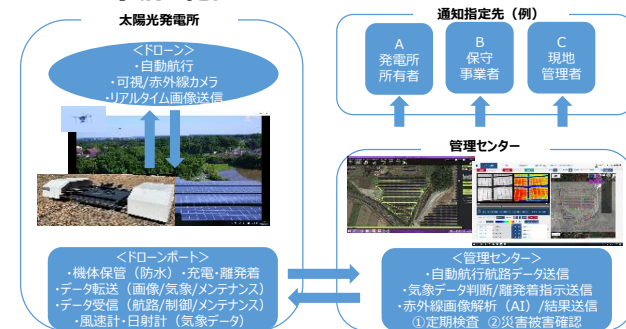 太陽光発電所
＜ドローン＞
・自動航行
・可視/赤外線カメラ
・リアルタイム画像送信
＜ドローンポート＞
・機体保管（防水）・充電・離発着
・データ転送（画像/気象/メンテナンス）
・データ受信（航路/制御/メンテナンス）
・風速計・日射計（気象データ）
通知指定先（例）
A
発電所
所有者
B
保守
事業者
C
現地
管理者
管理センター
＜管理センター＞
・自動航行航路データ送信
・気象データ判断/離発着指示送信
・赤外線画像解析（AI）/結果送信
①定期検査 ②災害被害確認